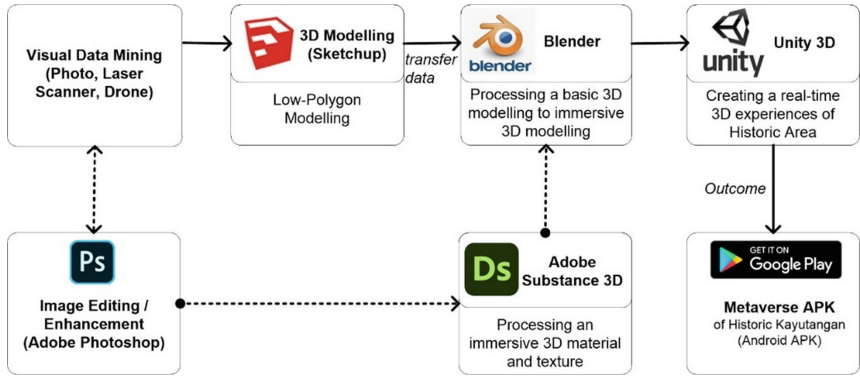 Visual Data Mining
(Photo, Laser
Scanner, Drone)
3D Modelling
(Sketchup)
Low-Polygon
Modelling
transfer
data
blender
Blender
Processing a basic 3D
modelling to immersive
3D modelling
unity
Unity 3D
Creating a real-time
3D experiences of
Historic Area
Outcome
Ps
Image Editing /
Enhancement
(Adobe Photoshop)
Ds
Adobe
Substance 3D
Processing an
immersive 3D material
and texture
GET IT ON
Google Play
Metaverse APK
of Historic Kayutangan
(Android APK)